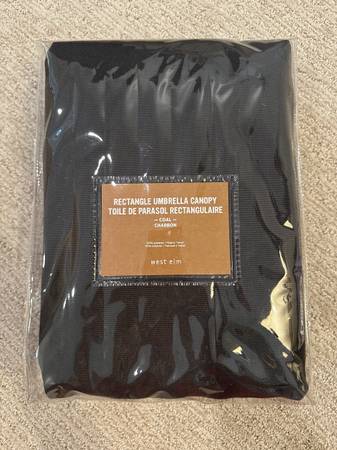 RECTANGLE UMBRELLA CANOPY
TOILE DE PARASOL RECTANGULAIRE
— COAL —
CHARBON
west elm